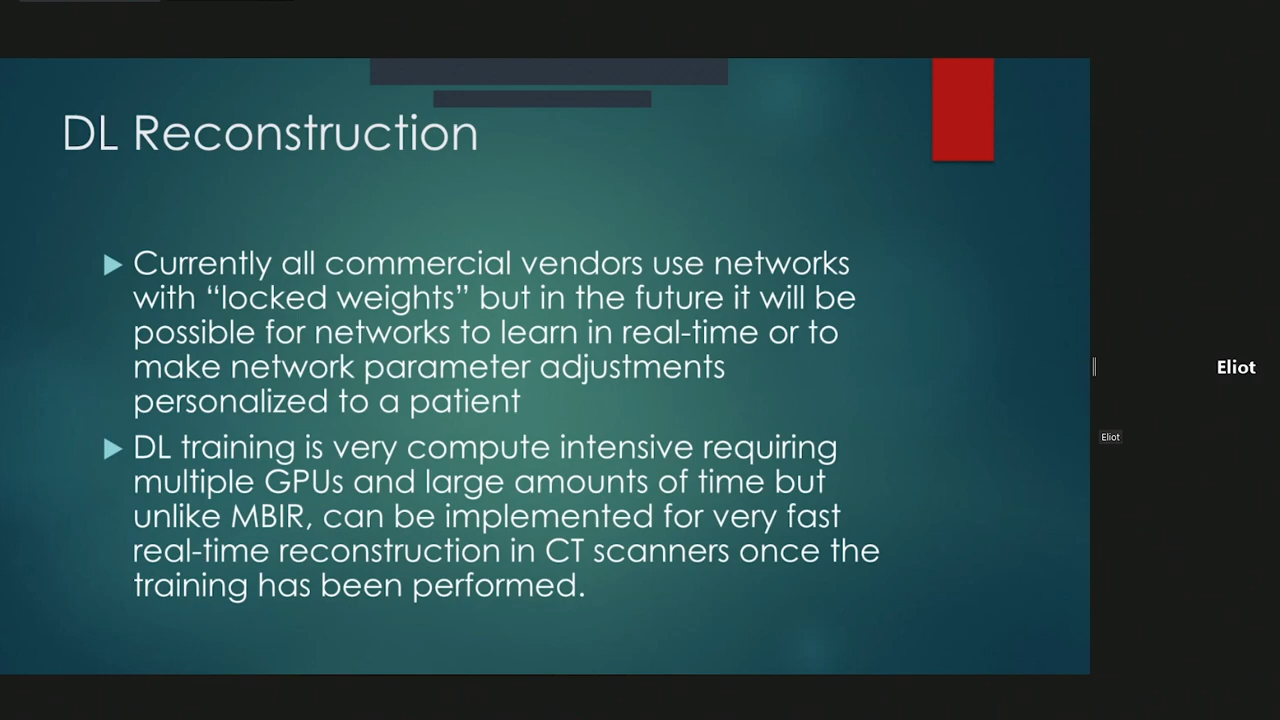 DL Reconstruction
Currently all commercial vendors use networks
with “locked weights” but in the future it will be
possible for networks to learn in real-time or to
make network parameter adjustments
personalized to a patient
DL training is very compute intensive requiring
multiple GPUs and large amounts of time but
unlike MBIR, can be implemented for very fast
real-time reconstruction in CT scanners once the
training has been performed.
Eliot
Eliot